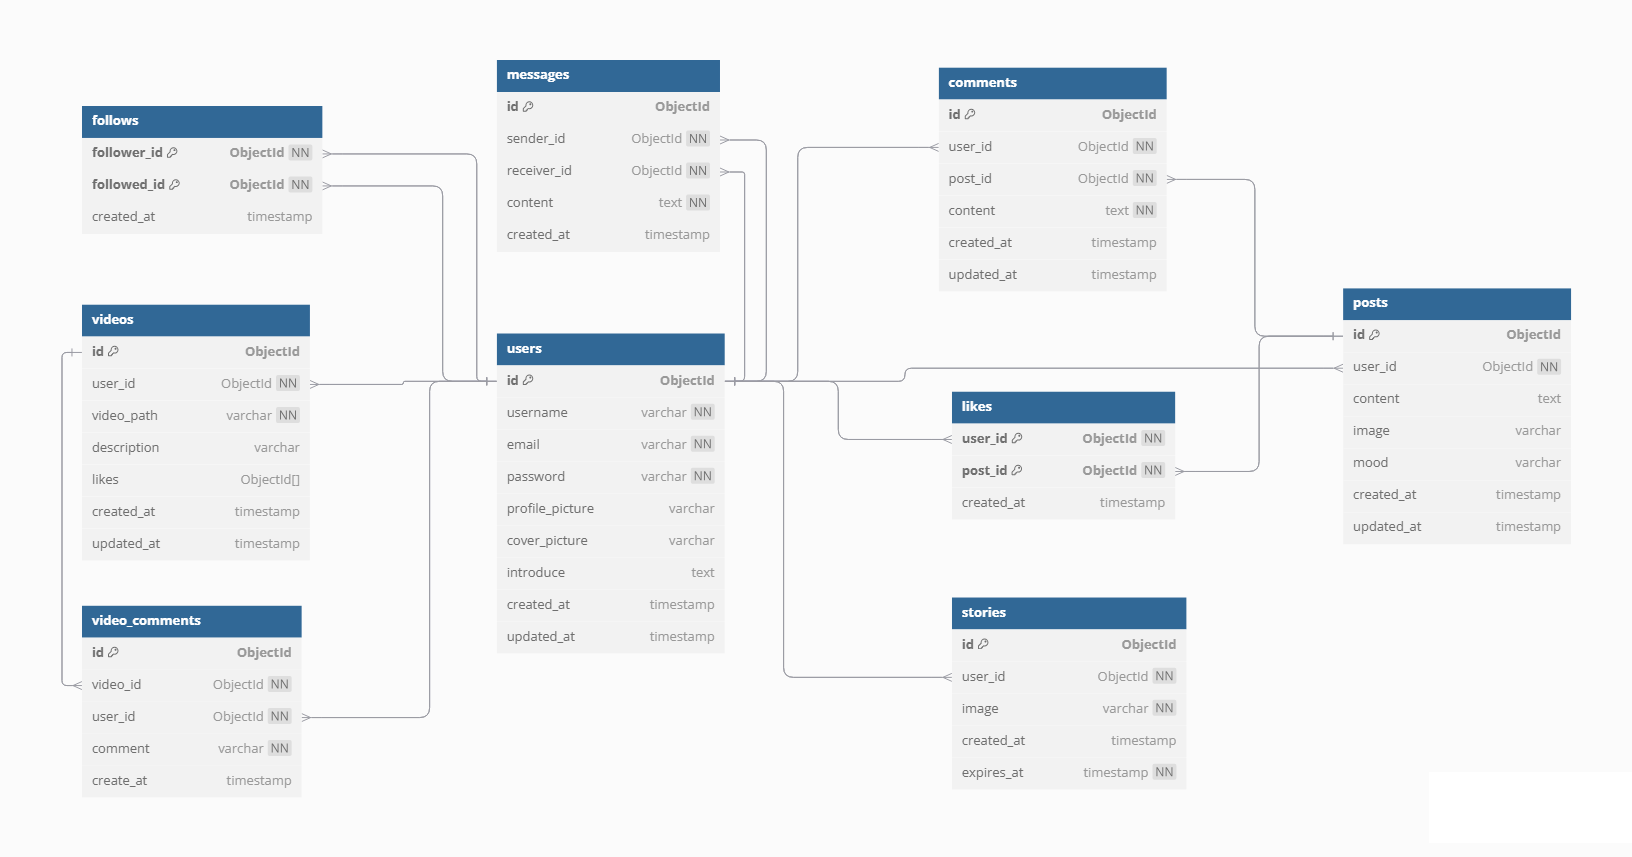 follows
follower_id ObjectId NN
followed_id ObjectId NN
created_at timestamp
messages
id ObjectId
sender_id ObjectId NN
receiver_id ObjectId NN
content text NN
created_at timestamp
comments
id ObjectId
user_id ObjectId NN
post_id ObjectId NN
content text NN
created_at timestamp
updated_at timestamp
videos
id ObjectId
user_id ObjectId NN
video_path varchar NN
description varchar
likes ObjectId[]
created_at timestamp
updated_at timestamp
users
id ObjectId
username varchar NN
email varchar NN
password varchar NN
profile_picture varchar
cover_picture varchar
introduce text
created_at timestamp
updated_at timestamp
posts
id ObjectId
user_id ObjectId NN
content text
image varchar
mood varchar
created_at timestamp
updated_at timestamp
likes
user_id ObjectId NN
post_id ObjectId NN
created_at timestamp
video_comments
id ObjectId
video_id ObjectId NN
user_id ObjectId NN
comment varchar NN
create_at timestamp
stories
id ObjectId
user_id ObjectId NN
image varchar NN
created_at timestamp
expires_at timestamp NN